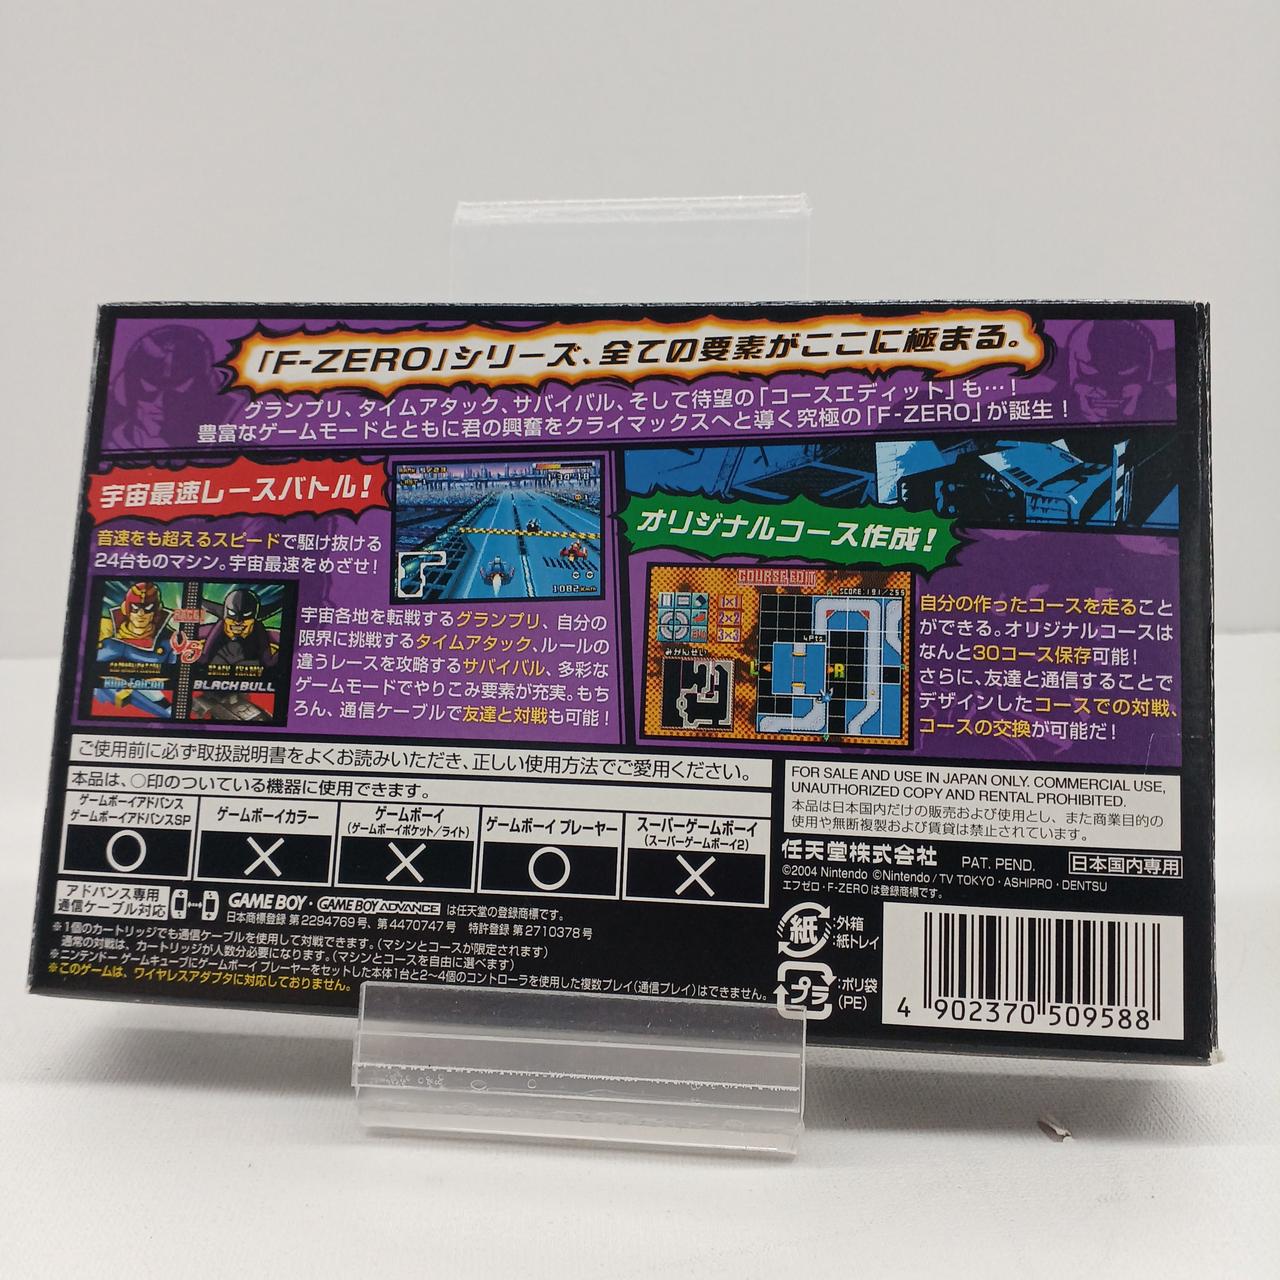 「F-ZERO」シリーズ、全ての要素がここに極まる。
グランプリ、タイムアタック、サバイバル、そして待望の「コースエディット」も…！
豊富なゲームモードとともに君の興奮をクライマックスへと導く究極の「F-ZERO」が誕生！
宇宙最速レースバトル！
音速をも超えるスピードで駆け抜ける
24台ものマシン。宇宙最速をめざせ！
1082
VS
BLUE FALCON
BLACK BULL
宇宙各地を転戦するグランプリ、自分の
限界に挑戦するタイムアタック、ルールの
違うレースを攻略するサバイバル、多彩な
ゲームモードでやりこみ要素が充実。もち
ろん、通信ケーブルで友達と対戦も可能！
オリジナルコース作成！
COURSE EDIT
SCORE:191/255
1×1
2×2
3×3
みかんせい
4Pts.
L
R
自分の作ったコースを走ること
ができる。オリジナルコースは
なんと30コース保存可能！
さらに、友達と通信することで
デザインしたコースでの対戦、
コースの交換が可能だ！
ご使用前に必ず取扱説明書をよくお読みいただき、正しい使用方法でご愛用ください。
本品は、○印のついている機器に使用できます。
ゲームボーイアドバンス
ゲームボーイアドバンスSP
ゲームボーイカラー
ゲームボーイ
(ゲームボーイポケット/ライト)
ゲームボーイ プレーヤー
スーパーゲームボーイ
(スーパーゲームボーイ2)
○
×
×
○
×
アドバンス専用
通信ケーブル対応
GAME BOY・GAME BOY ADVANCE は任天堂の登録商標です。
日本商標登録 第2294769号、第4470747号 特許登録 第2710378号
※1個のカートリッジでも通信ケーブルを使用して対戦できます。(マシンとコースが限定されます)
通常の対戦は、カートリッジが人数分必要になります。(マシンとコースを自由に選べます)
※ニンテンドー ゲームキューブにゲームボーイ プレーヤーをセットした本体1台と2〜4個のコントローラを使用した複数プレイ(通信プレイ)はできません。
※このゲームは、ワイヤレスアダプタに対応しておりません。
FOR SALE AND USE IN JAPAN ONLY. COMMERCIAL USE,
UNAUTHORIZED COPY AND RENTAL PROHIBITED.
本品は日本国内だけの販売および使用とし、また商業目的の
使用や無断複製および賃貸は禁止されています。
任天堂株式会社 PAT. PEND. 日本国内専用
©2004 Nintendo ©Nintendo/TV TOKYO・ASHIPRO・DENTSU
エフゼロ・F-ZEROは登録商標です。
紙
:外箱
:紙トレイ
プラ
:ポリ袋
(PE)
4 902370 509588